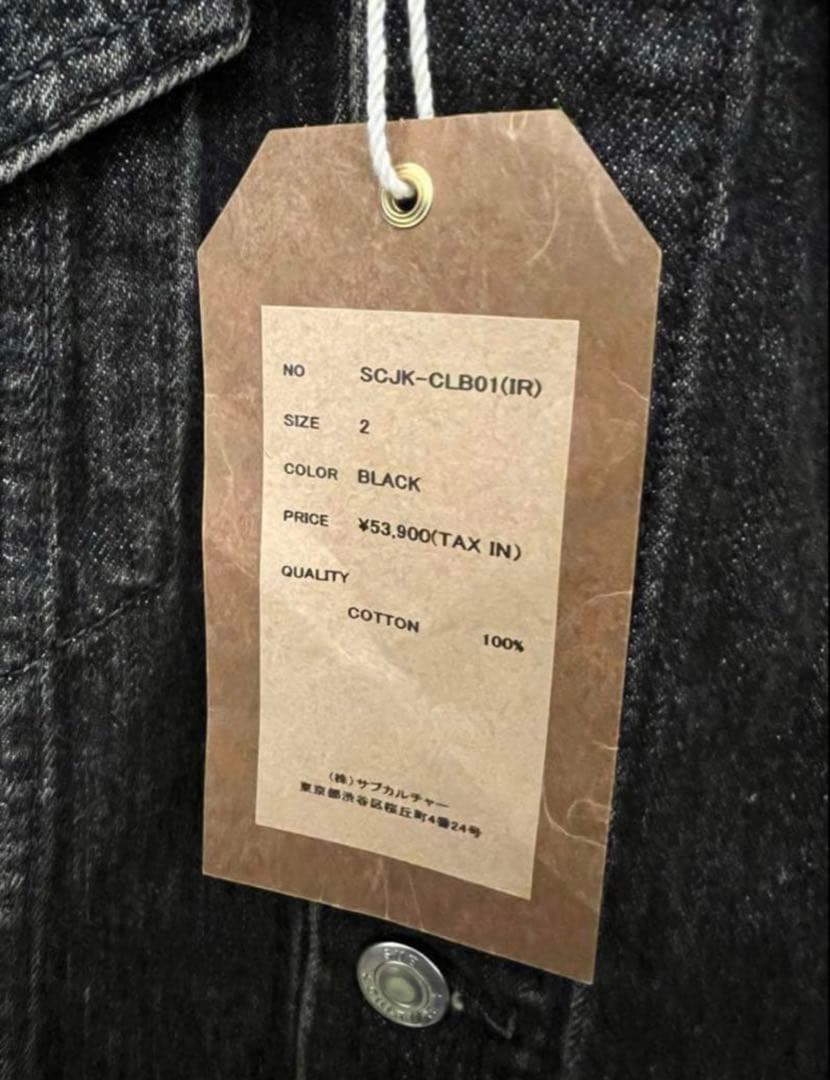 NO SCJK-CLB01(IR)
SIZE 2
COLOR BLACK
PRICE ¥53,900(TAX IN)
QUALITY
COTTON 100%
(株)サブカルチャー
東京都渋谷区桜丘町4番24号